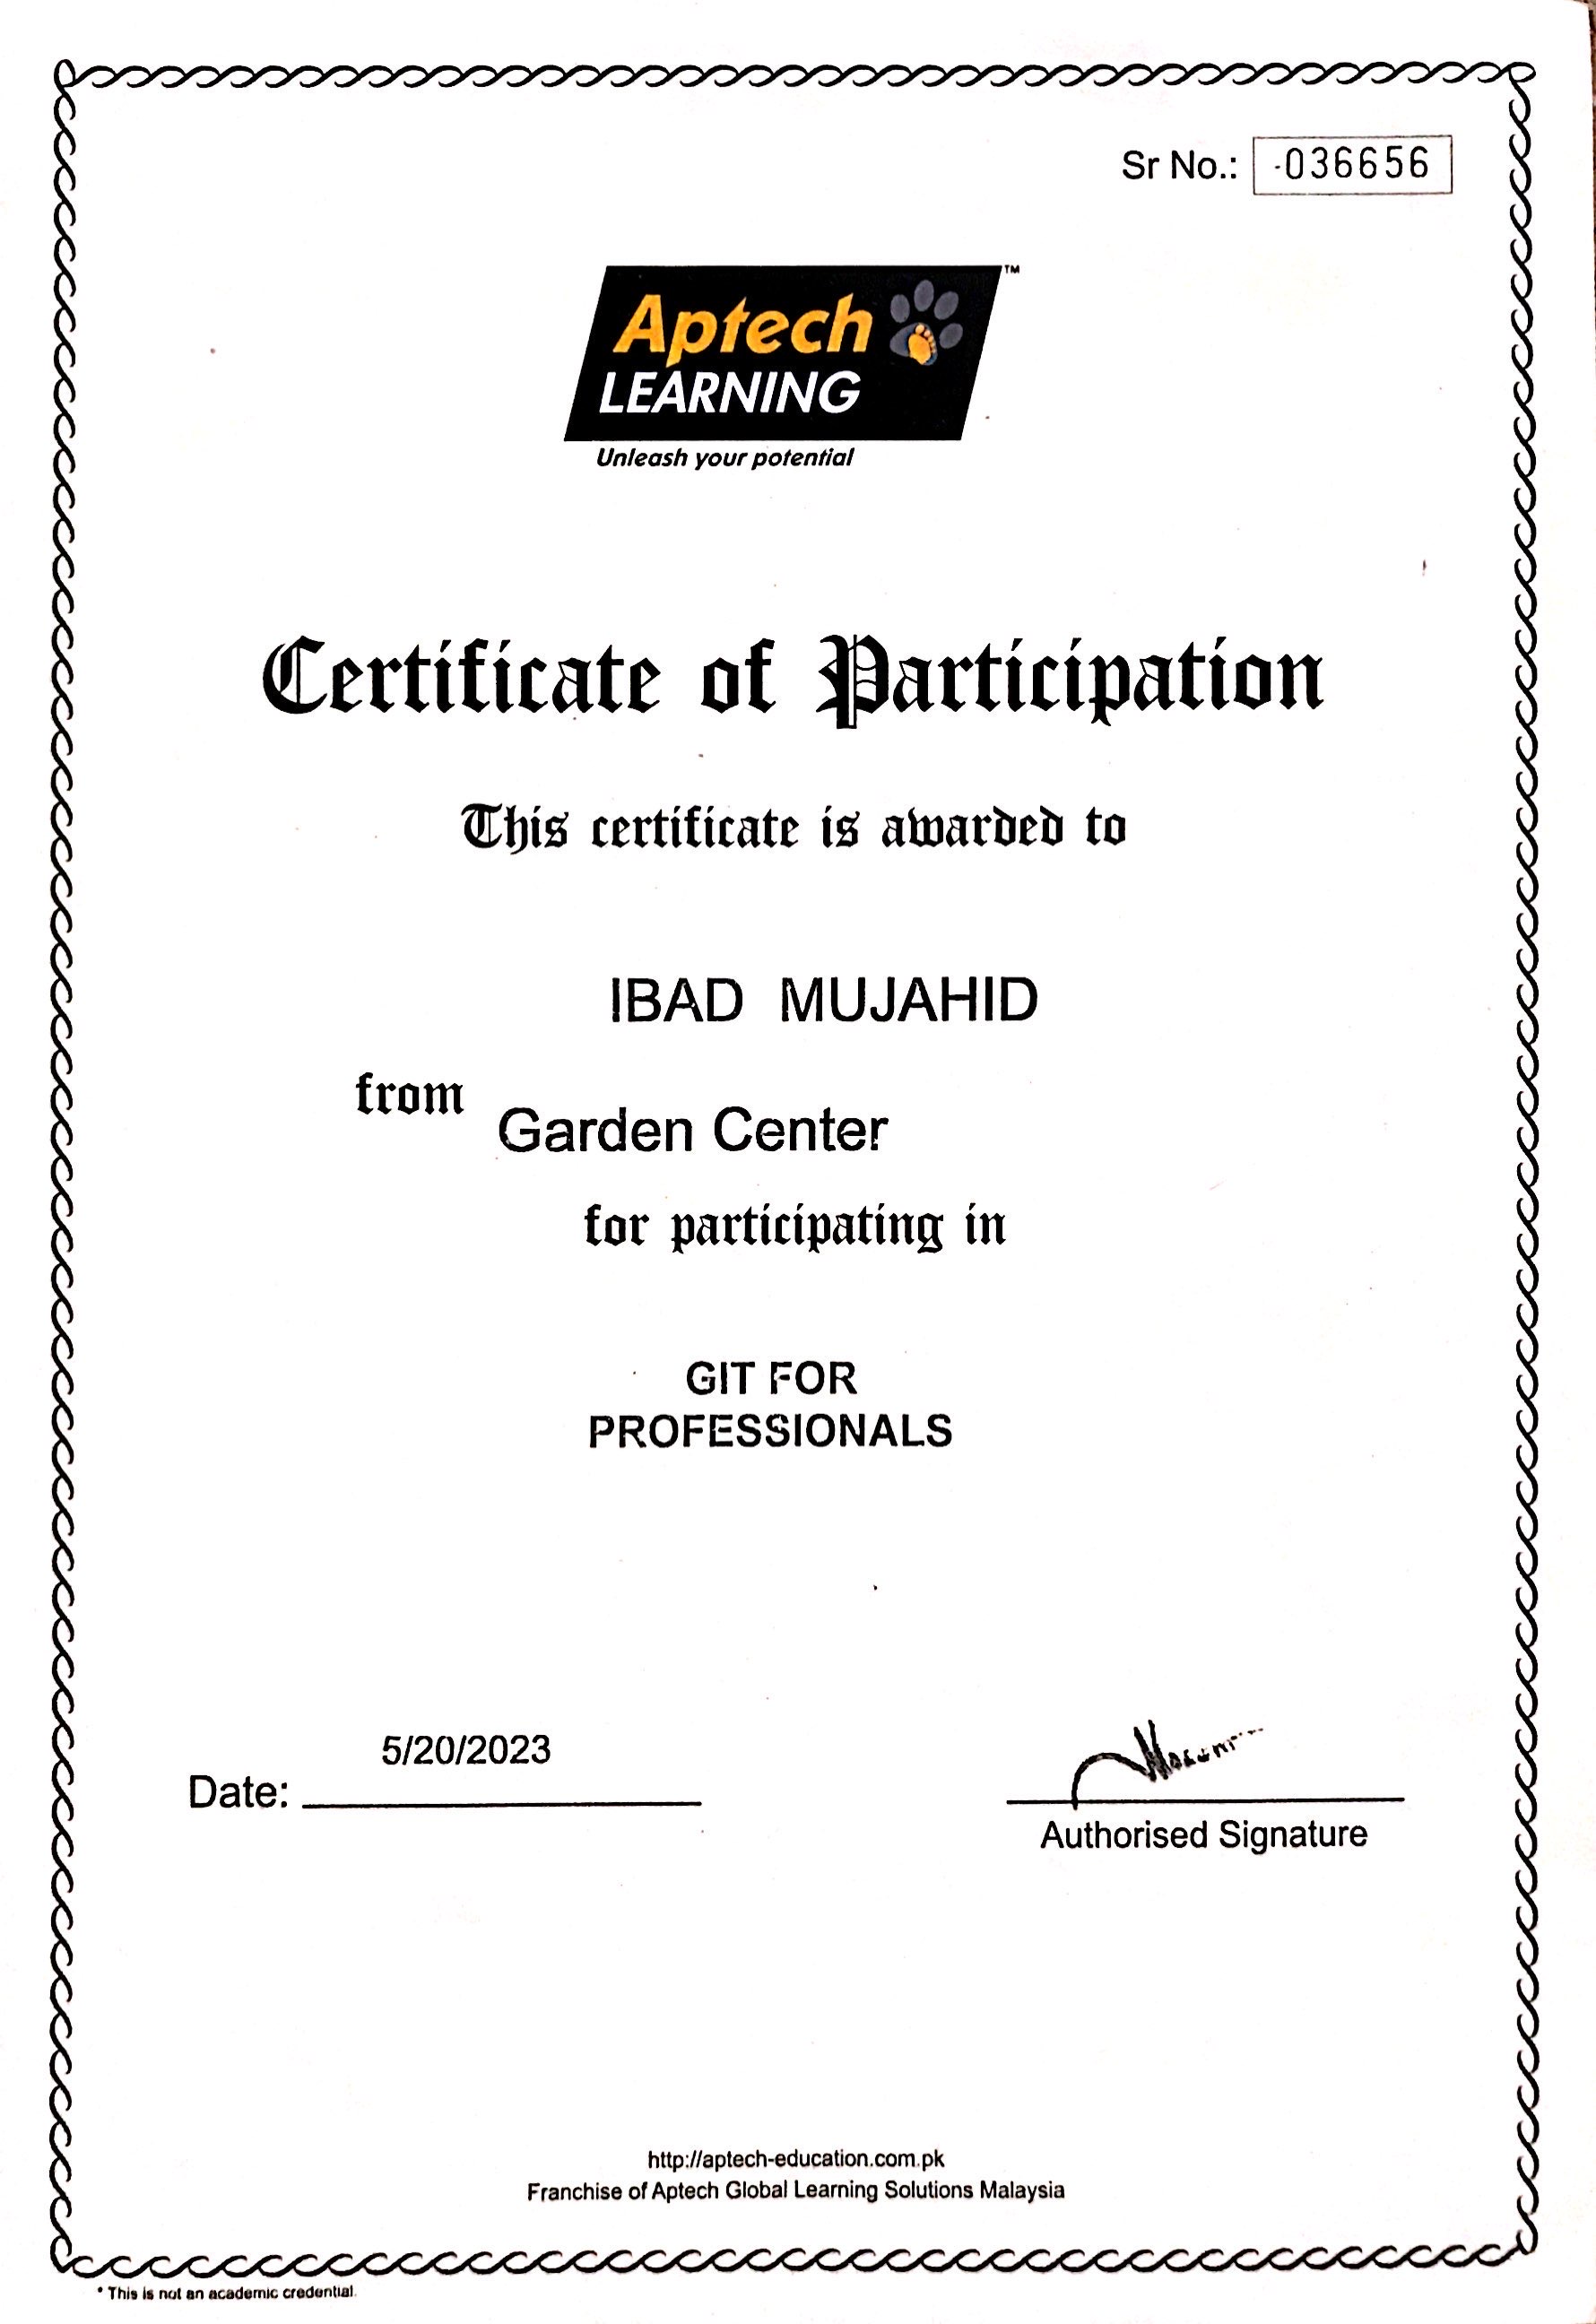 Sr No.: -036656
Aptech TM
LEARNING
Unleash your potential
Certificate of Participation
This certificate is awarded to
IBAD MUJAHID
from Garden Center
for participating in
GIT FOR
PROFESSIONALS
Date: 5/20/2023
Authorised Signature
http://aptech-education.com.pk
Franchise of Aptech Global Learning Solutions Malaysia
* This is not an academic credential.